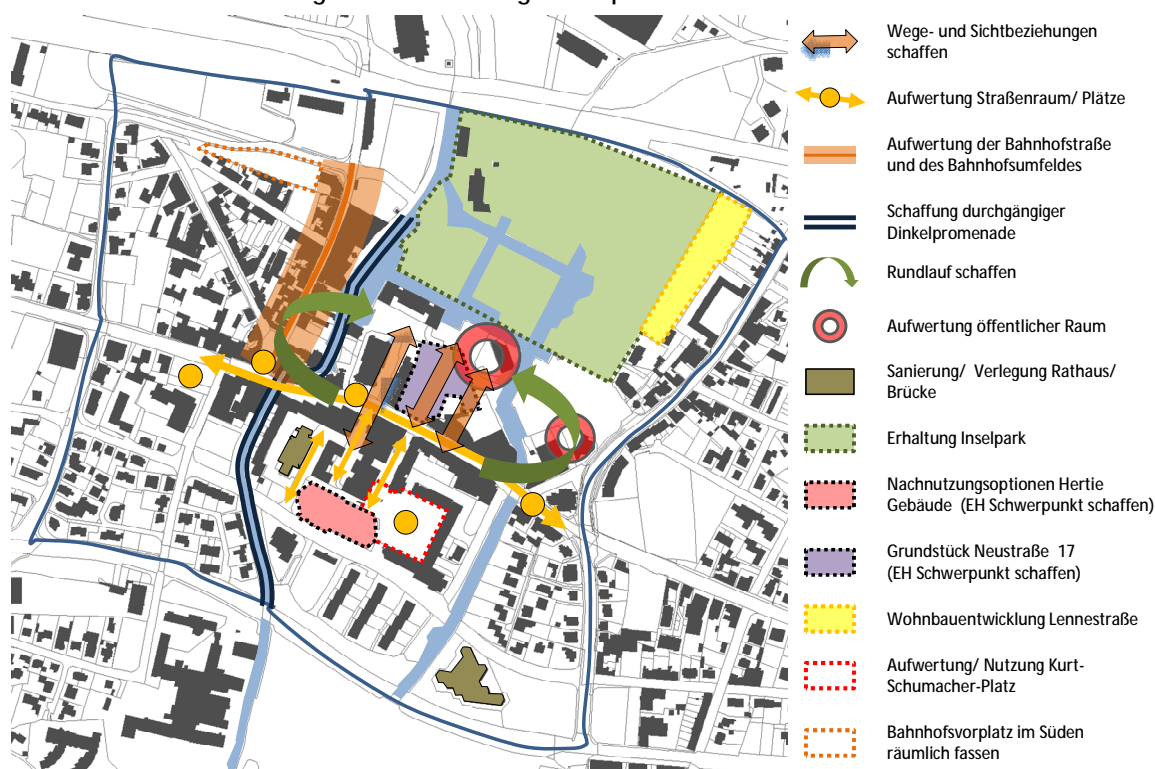 Wege- und Sichtbeziehungen
schaffen
Aufwertung Straßenraum/ Plätze
Aufwertung der Bahnhofstraße
und des Bahnhofsumfeldes
Schaffung durchgängiger
Dinkelpromenade
Rundlauf schaffen
Aufwertung öffentlicher Raum
Sanierung/ Verlegung Rathaus/
Brücke
Erhaltung Inselpark
Nachnutzungsoptionen Hertie
Gebäude (EH Schwerpunkt schaffen)
Grundstück Neustraße 17
(EH Schwerpunkt schaffen)
Wohnbauentwicklung Lennestraße
Aufwertung/ Nutzung Kurt-
Schumacher-Platz
Bahnhofsvorplatz im Süden
räumlich fassen